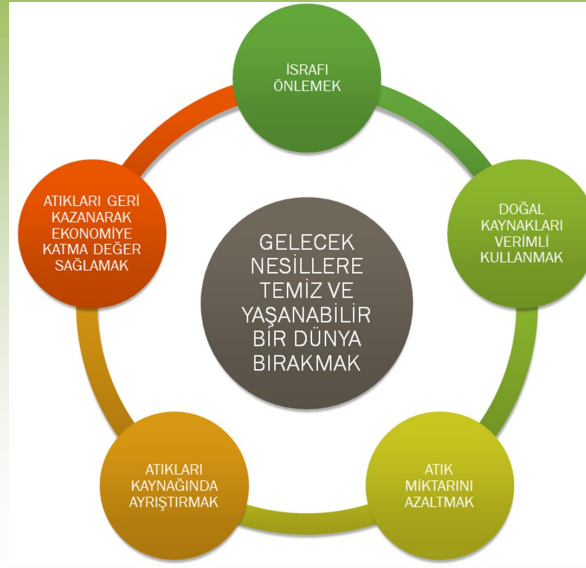 İSRAFI
ÖNLEMEK
DOĞAL
KAYNAKLARI
VERİMLİ
KULLANMAK
ATIK
MİKTARINI
AZALTMAK
ATIKLARI
KAYNAĞINDA
AYRIŞTIRMAK
ATIKLARI GERİ
KAZANARAK
EKONOMİYE
KATMA DEĞER
SAĞLAMAK
GELECEK
NESİLLERE
TEMİZ VE
YAŞANABİLİR
BİR DÜNYA
BIRAKMAK